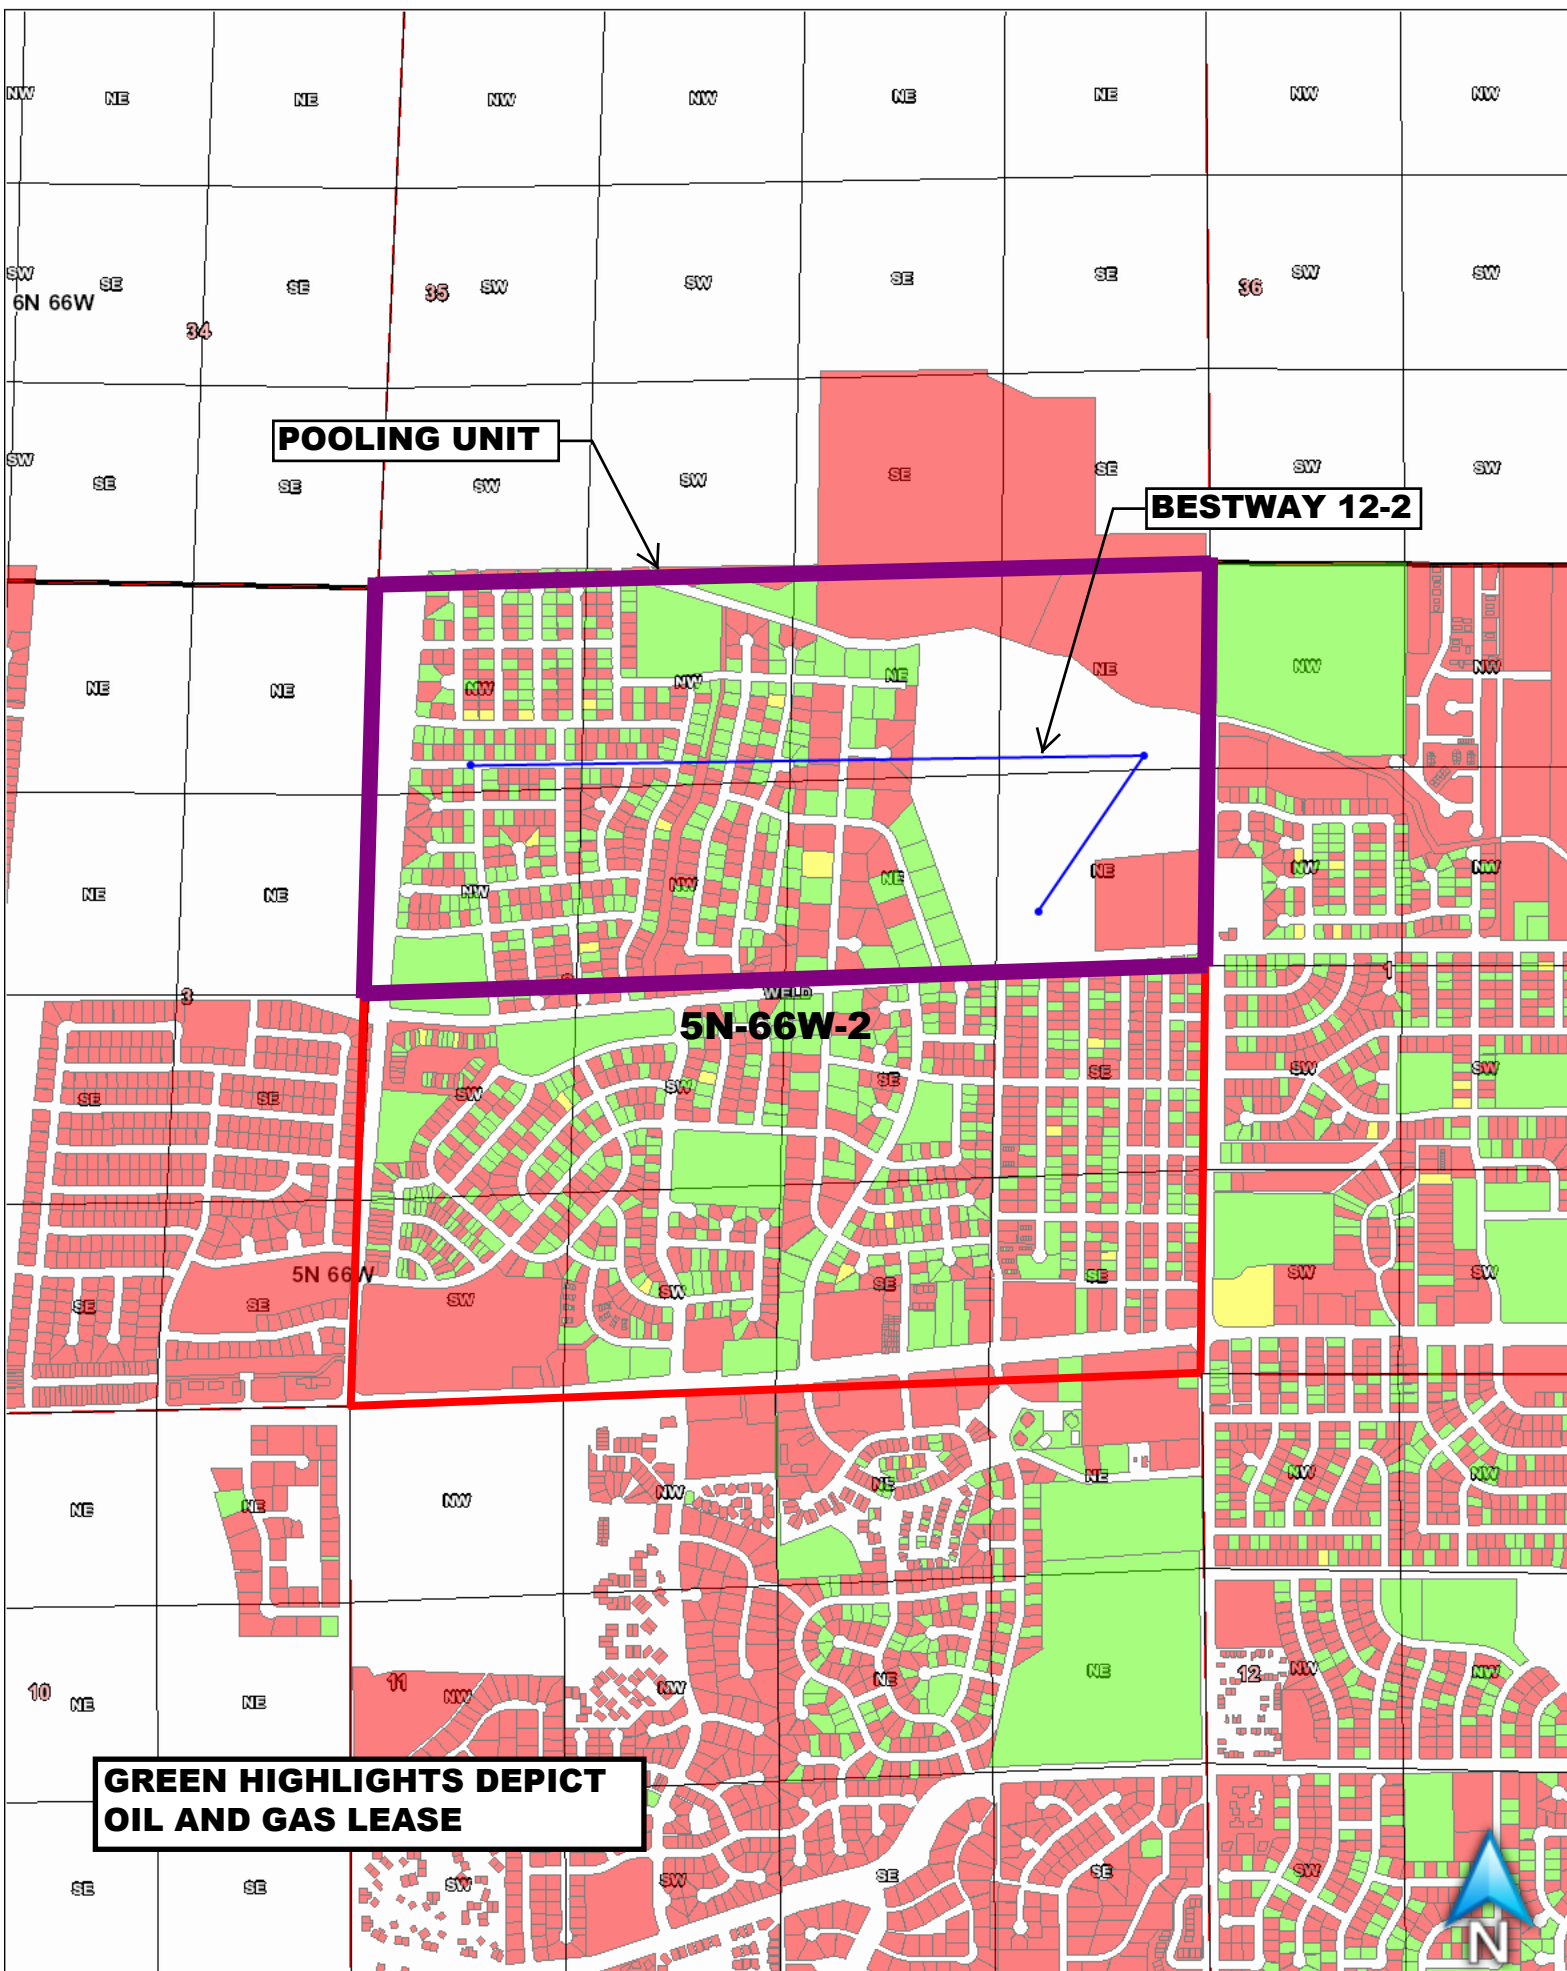 NW NE NE NW NW NE NE NW NW
SW SE SE SW SW SE SE SW SW
6N 66W 34 35 36
POOLING UNIT
SW SE SE SW SW SE SE SW SW
BESTWAY 12-2
NE NE NW NW NE NE NW NW
NE NE NW NW NE NE NW NW
3 1
WELD
5N-66W-2
SE SE SW SW SE SE SW SW
5N 66W
SE SE SW SW SE SE SW SW
NE NE NW NW NE NE NW NW
10 NE NE 11 NW NW NE NE 12 NW NW
GREEN HIGHLIGHTS DEPICT
OIL AND GAS LEASE
SE SE SW SW SE SE SW
N